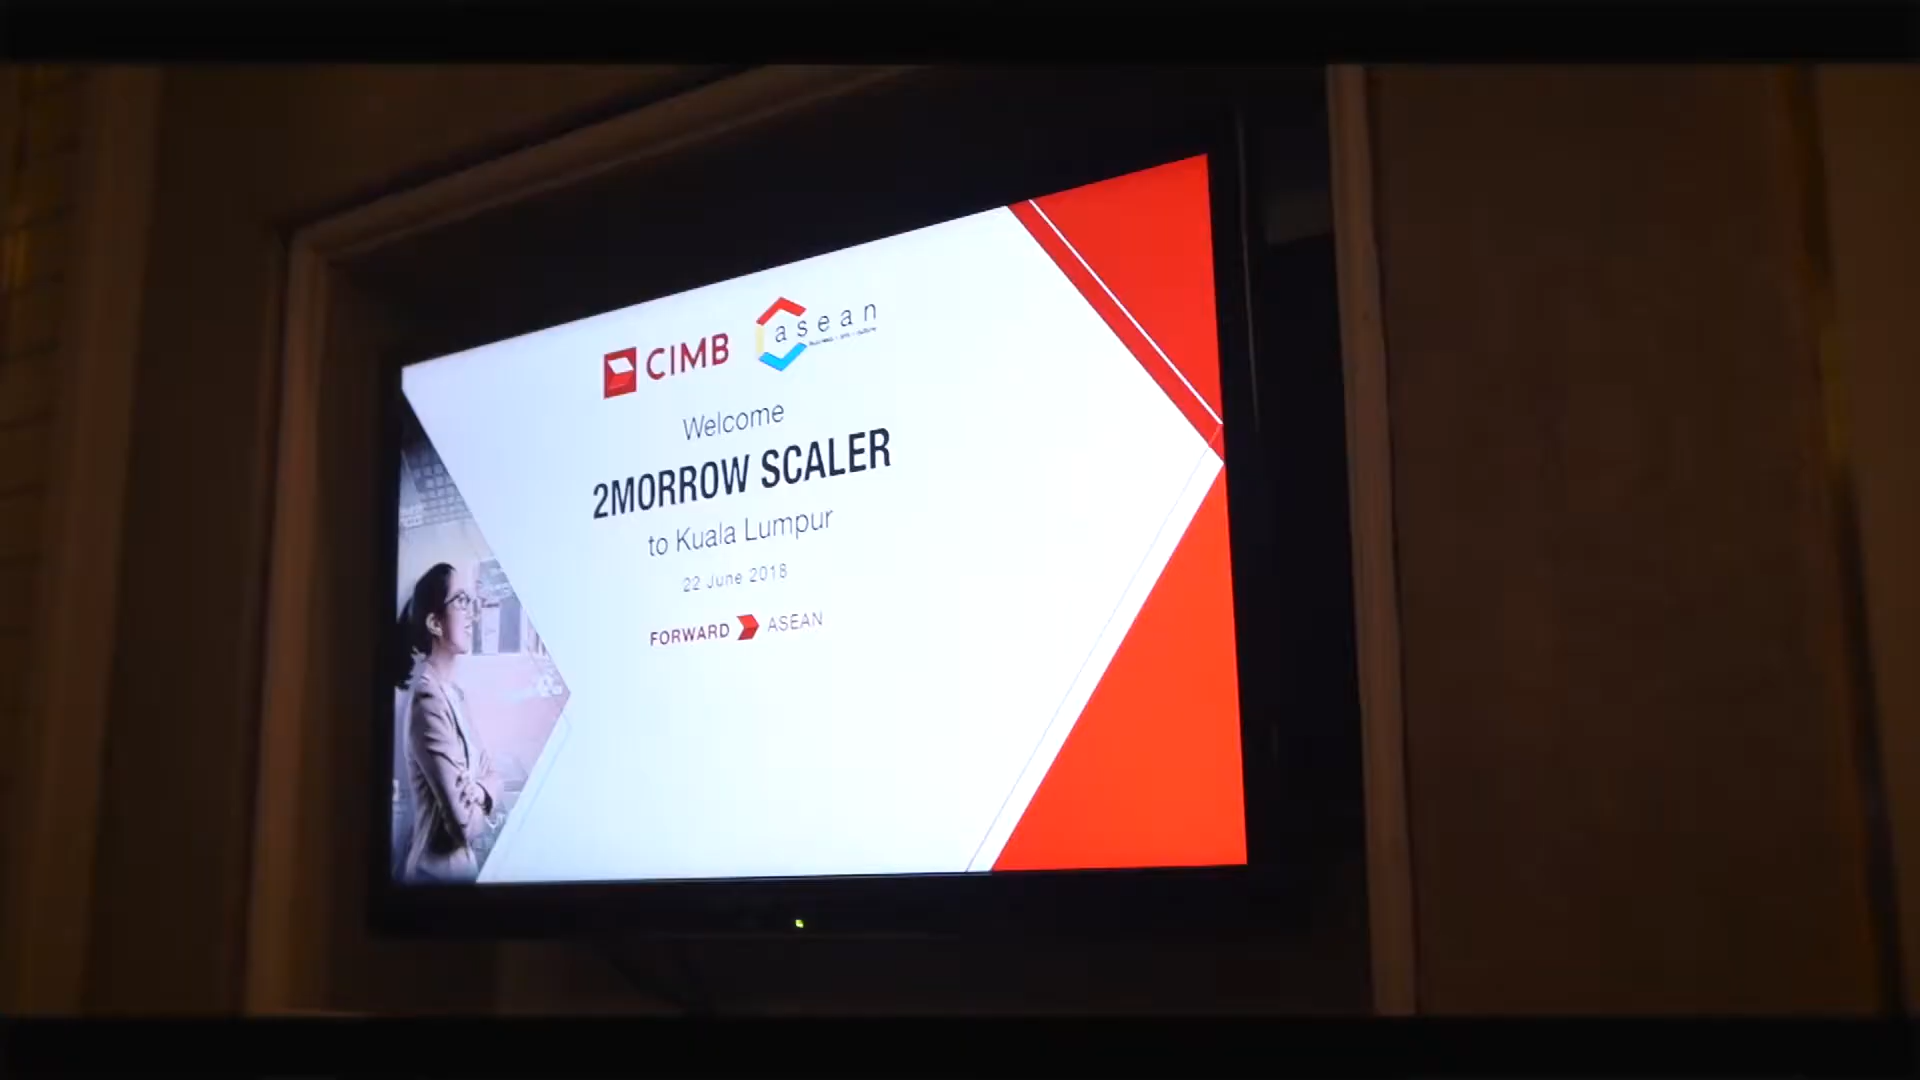 CIMB
asean
Welcome
2MORROW SCALER
to Kuala Lumpur
22 June 2018
FORWARD ASEAN